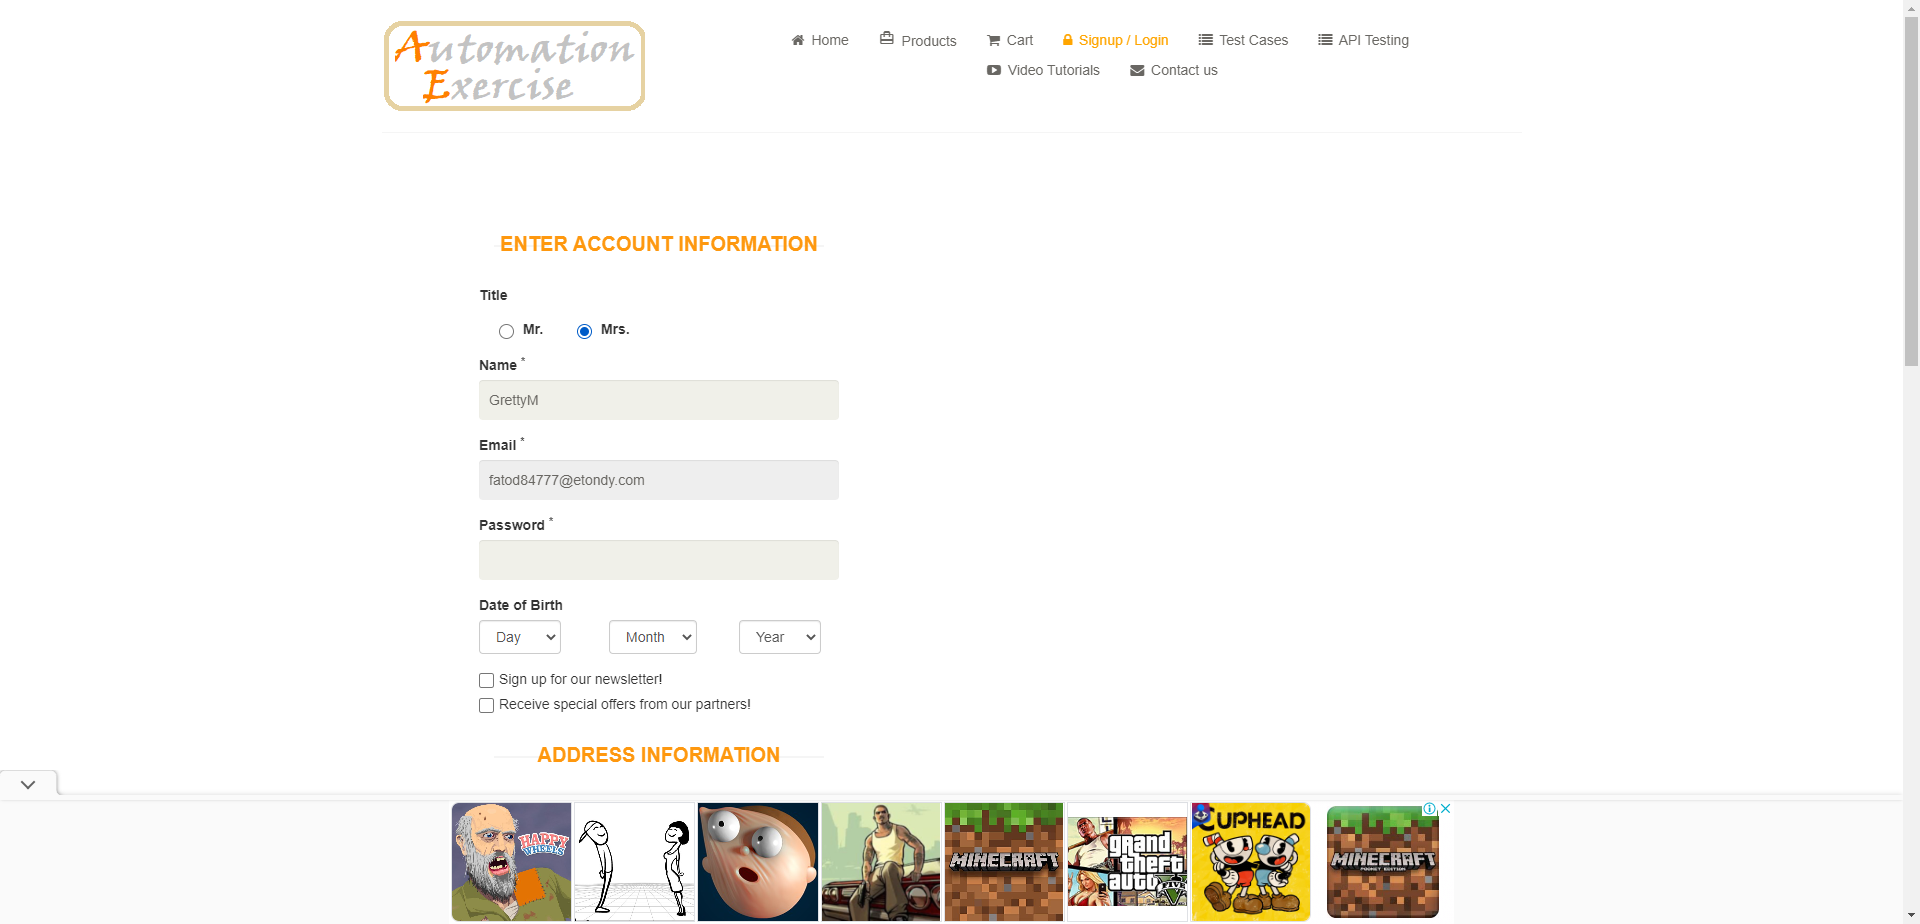 Automation
Exercise
Home
Products
Cart
Signup / Login
Test Cases
API Testing
Video Tutorials
Contact us
ENTER ACCOUNT INFORMATION
Title
Mr.
Mrs.
Name *
GrettyM
Email *
fatod84777@etondy.com
Password *
Date of Birth
Day
Month
Year
Sign up for our newsletter!
Receive special offers from our partners!
ADDRESS INFORMATION
HAPPY
WHEELS
MINECRAFT
grand
theft
auto
FIVE
CUPHEAD
MINECRAFT
POCKET EDITION